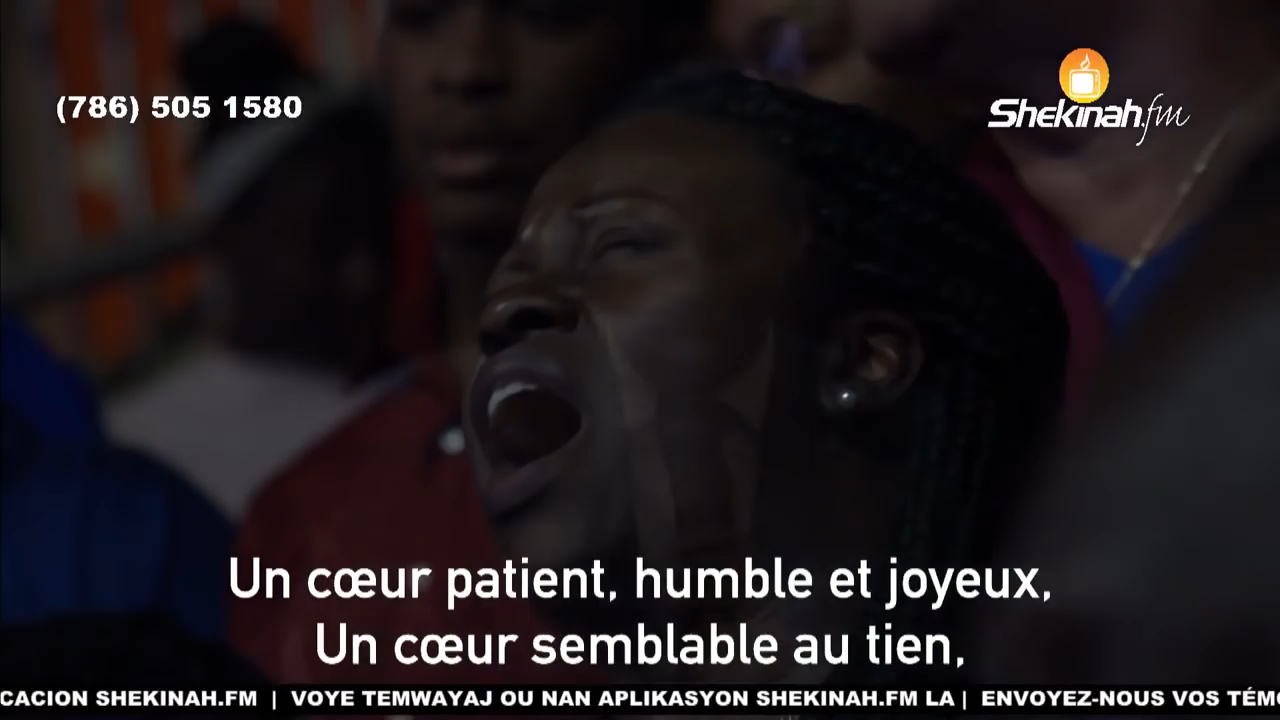 (786) 505 1580
Shekinah.fm
Un cœur patient, humble et joyeux,
Un cœur semblable au tien,
CACION SHEKINAH.FM | VOYE TEMWAYAJ OU NAN APLIKASYON SHEKINAH.FM LA | ENVOYEZ-NOUS VOS TÉMO